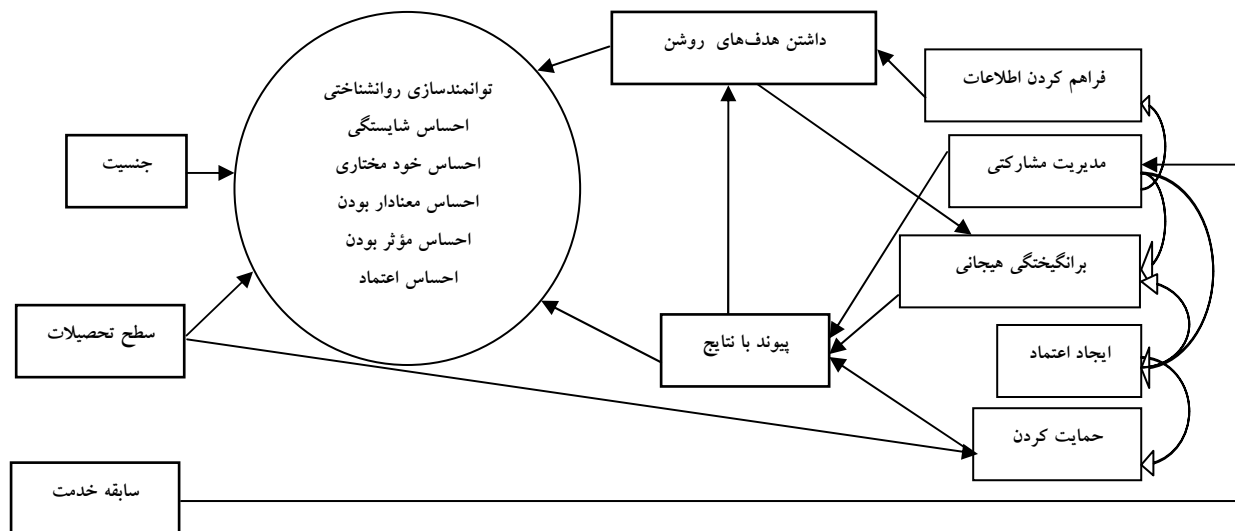 داشتن هدف‌های روشن
فراهم کردن اطلاعات
توانمندسازی روانشناختی
احساس شایستگی
احساس خود مختاری
احساس معنادار بودن
احساس مؤثر بودن
احساس اعتماد
مدیریت مشارکتی
جنسیت
برانگیختگی هیجانی
پیوند با نتایج
سطح تحصیلات
ایجاد اعتماد
حمایت کردن
سابقه خدمت